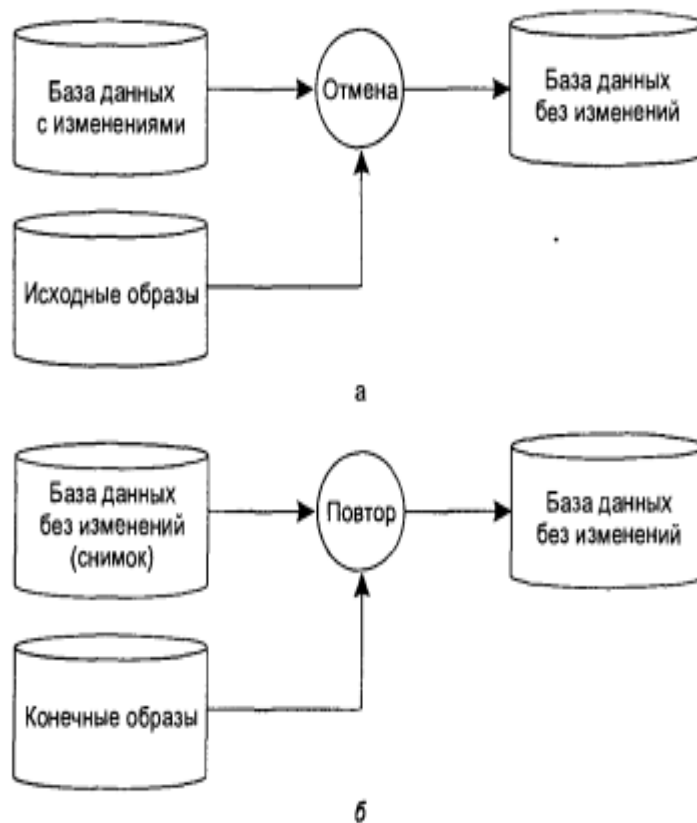 База данных
с изменениями
Отмена
База данных
без изменений
Исходные образы
а
База данных
без изменений
(снимок)
Повтор
База данных
без изменений
Конечные образы
б